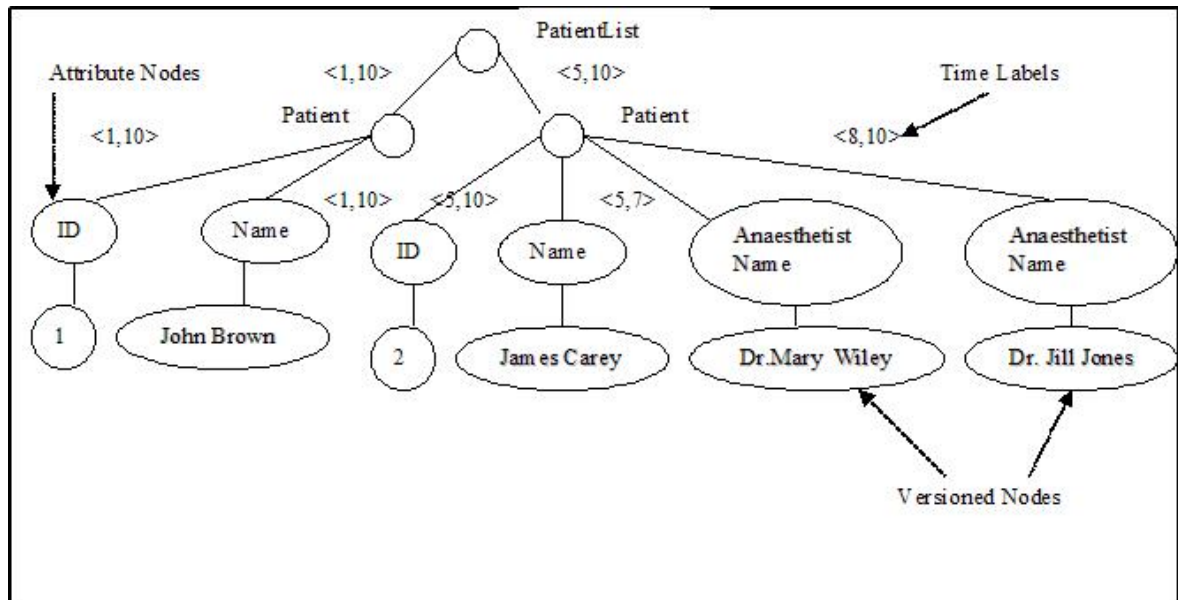 PatientList
<1,10>
<5,10>
Attribute Nodes
Time Labels
Patient
Patient
<1,10>
<8,10>
<1,10>
<5,10>
<5,7>
ID
Name
ID
Name
Anaesthetist
Name
Anaesthetist
Name
1
John Brown
2
James Carey
Dr.Mary Wiley
Dr. Jill Jones
Versioned Nodes